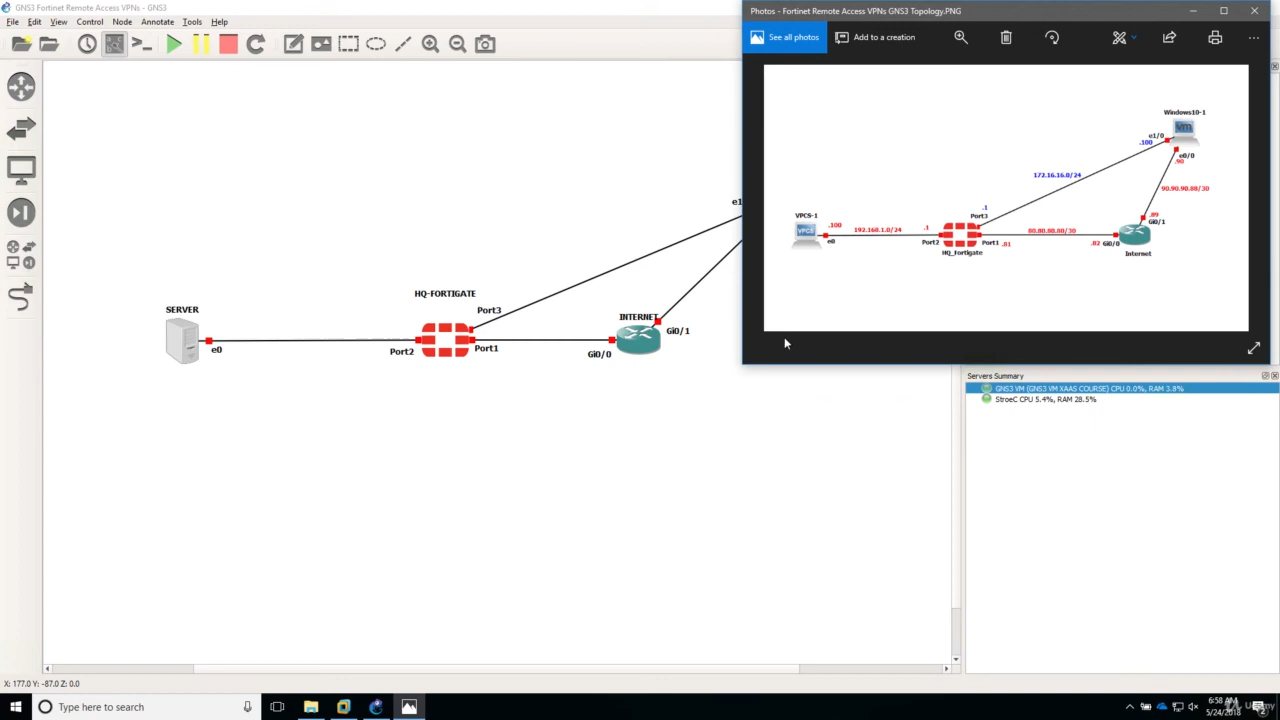 GNS3 Fortinet Remote Access VPNs - GNS3
File Edit View Control Node Annotate Tools Help
Photos - Fortinet Remote Access VPNs GNS3 Topology.PNG
See all photos
Add to a creation
Windows10-1
vm
e1/0
.100
e0/0
.90
172.16.16.0/24
90.90.90.88/30
.1
Port3
.89
Gi0/1
VPCS-1
VPCS
.100
e0
192.168.1.0/24
.1
Port2
HQ_Fortigate
Port1
.81
80.80.80.80/30
.82
Gi0/0
Internet
e1
HQ-FORTIGATE
SERVER
Port3
INTERNET
Gi0/1
e0
Port2
Port1
Gi0/0
Servers Summary
GNS3 VM (GNS3 VM XAAS COURSE) CPU 0.0%, RAM 3.8%
StroeC CPU 5.4%, RAM 28.5%
X: 177.0 Y: -87.0 Z: 0.0
Type here to search
6:58 AM
5/24/2018
2
Udemy